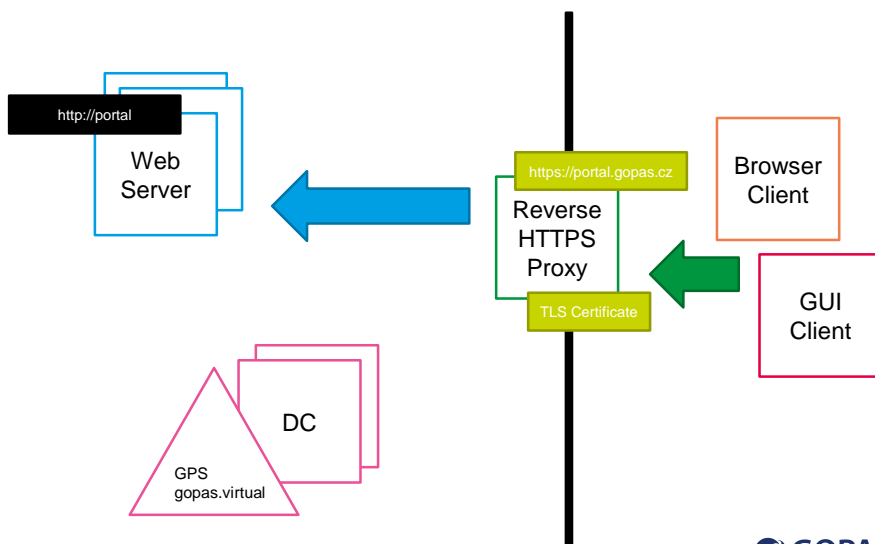 http://portal
Web
Server
https://portal.gopas.cz
Reverse
HTTPS
Proxy
TLS Certificate
Browser
Client
GUI
Client
DC
GPS
gopas.virtual